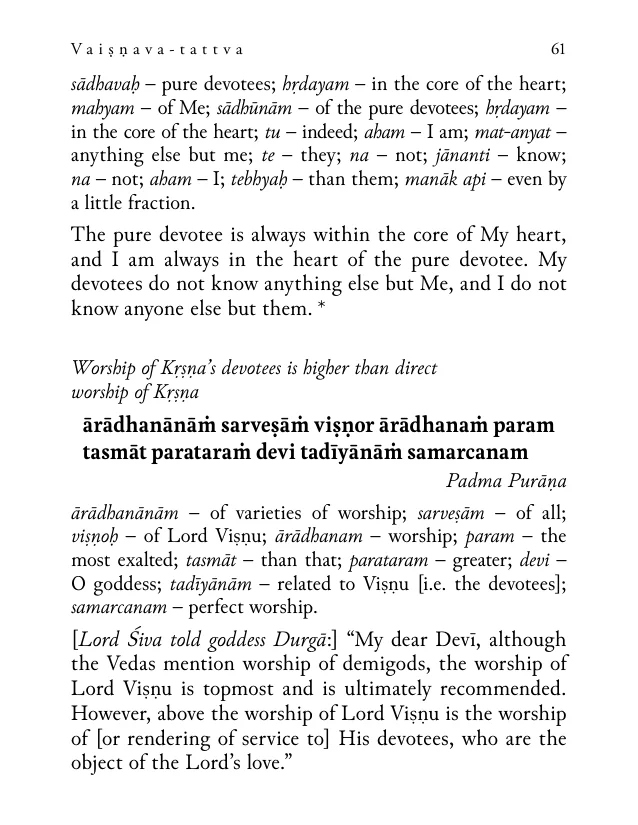 Vaiṣṇava-tattva 61
sādhavaḥ – pure devotees; hṛdayam – in the core of the heart;
mahyam – of Me; sādhūnām – of the pure devotees; hṛdayam –
in the core of the heart; tu – indeed; aham – I am; mat-anyat –
anything else but me; te – they; na – not; jānanti – know;
na – not; aham – I; tebhyaḥ – than them; manāk api – even by
a little fraction.
The pure devotee is always within the core of My heart,
and I am always in the heart of the pure devotee. My
devotees do not know anything else but Me, and I do not
know anyone else but them. *
Worship of Kṛṣṇa’s devotees is higher than direct
worship of Kṛṣṇa
ārādhanānāṁ sarveṣāṁ viṣṇor ārādhanaṁ param
tasmāt parataraṁ devi tadīyānāṁ samarcanam
Padma Purāṇa
ārādhanānām – of varieties of worship; sarveṣām – of all;
viṣṇoḥ – of Lord Viṣṇu; ārādhanam – worship; param – the
most exalted; tasmāt – than that; parataram – greater; devi –
O goddess; tadīyānām – related to Viṣṇu [i.e. the devotees];
samarcanam – perfect worship.
[Lord Śiva told goddess Durgā:] “My dear Devī, although
the Vedas mention worship of demigods, the worship of
Lord Viṣṇu is topmost and is ultimately recommended.
However, above the worship of Lord Viṣṇu is the worship
of [or rendering of service to] His devotees, who are the
object of the Lord’s love.”